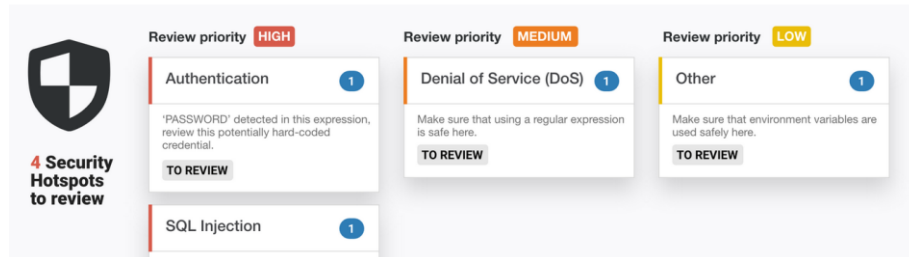 Review priority HIGH
Authentication 1
'PASSWORD' detected in this expression,
review this potentially hard-coded
credential.
TO REVIEW
SQL Injection 1
Review priority MEDIUM
Denial of Service (DoS) 1
Make sure that using a regular expression
is safe here.
TO REVIEW
Review priority LOW
Other 1
Make sure that environment variables are
used safely here.
TO REVIEW
4 Security
Hotspots
to review